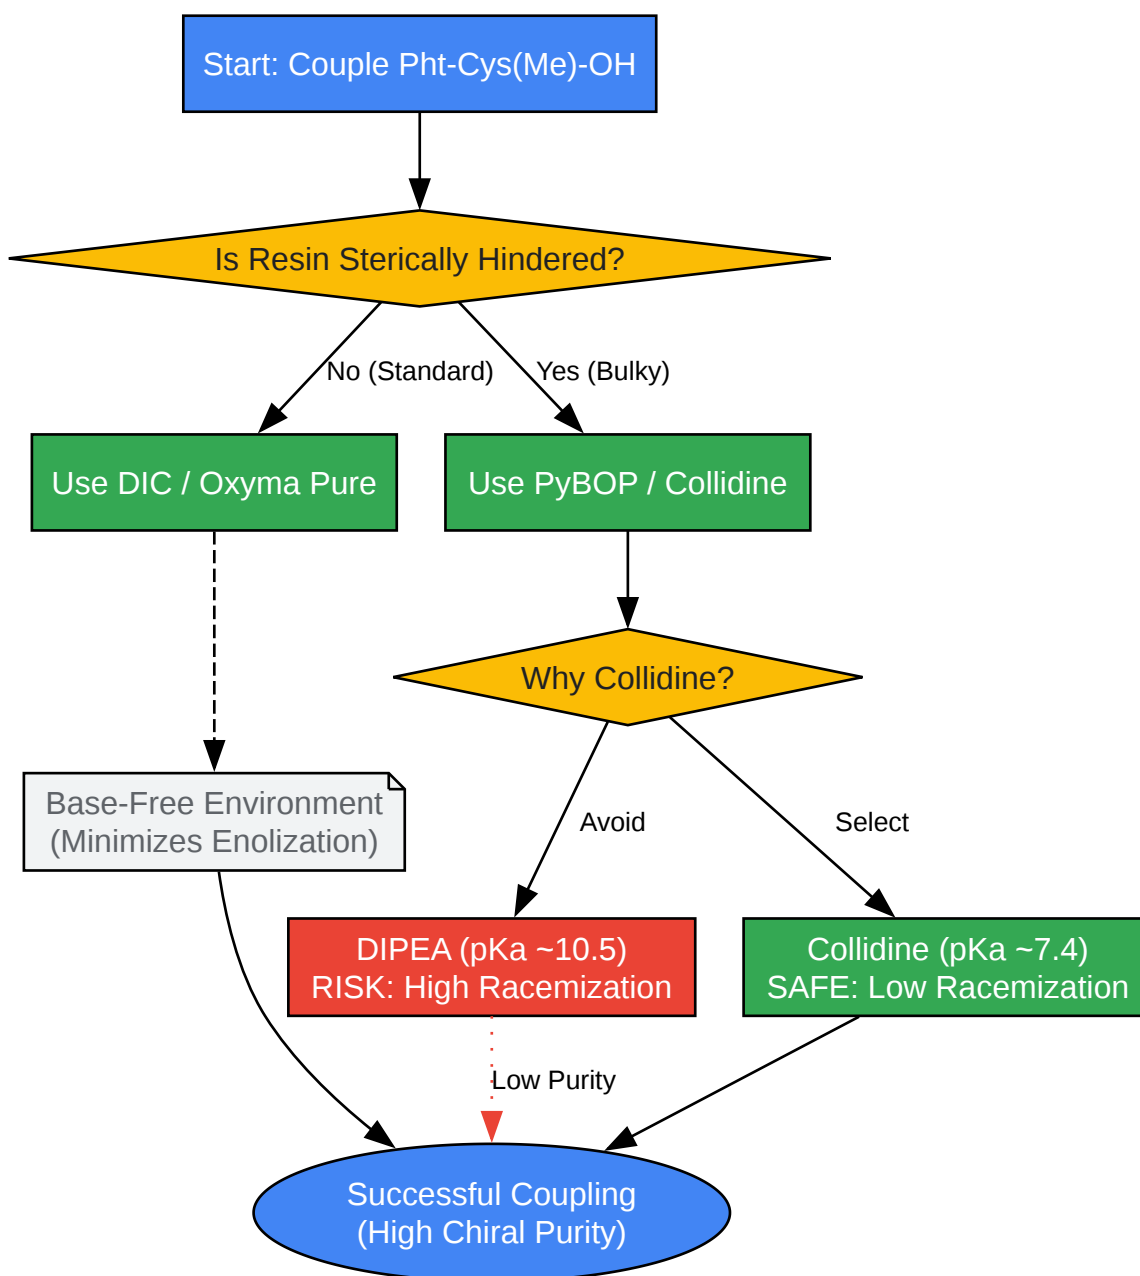 Start: Couple Pht-Cys(Me)-OH
Is Resin Sterically Hindered?
No (Standard)
Yes (Bulky)
Use DIC / Oxyma Pure
Use PyBOP / Collidine
Why Collidine?
Base-Free Environment
(Minimizes Enolization)
Avoid
Select
DIPEA (pKa ~10.5)
RISK: High Racemization
Collidine (pKa ~7.4)
SAFE: Low Racemization
Low Purity
Successful Coupling
(High Chiral Purity)